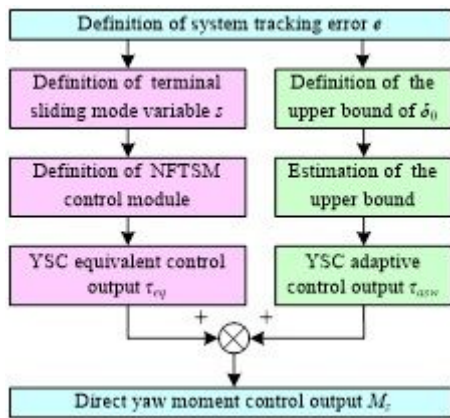 Definition of system tracking error e
Definition of terminal
sliding mode variable s
Definition of the
upper bound of δ₀
Definition of NFTSM
control module
Estimation of the
upper bound
YSC equivalent control
output τeq
YSC adaptive
control output τasw
+
+
Direct yaw moment control output Mz